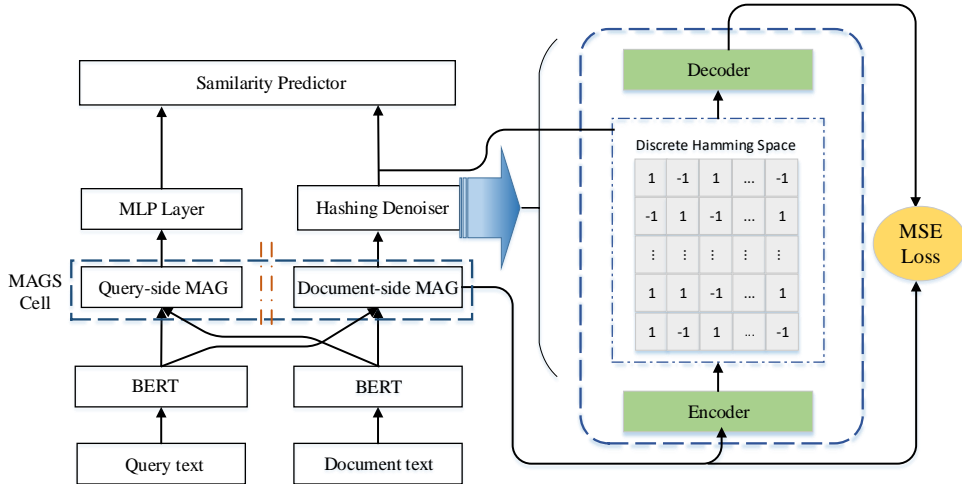 Samilarity Predictor
MLP Layer
Hashing Denoiser
MAGS
Cell
Query-side MAG
Document-side MAG
BERT
BERT
Query text
Document text
Decoder
Discrete Hamming Space
1 -1 1 ... -1
-1 1 -1 ... 1
⋮ ⋮ ⋮ ⋮ ⋮
1 1 -1 ... 1
1 -1 1 ... -1
Encoder
MSE
Loss